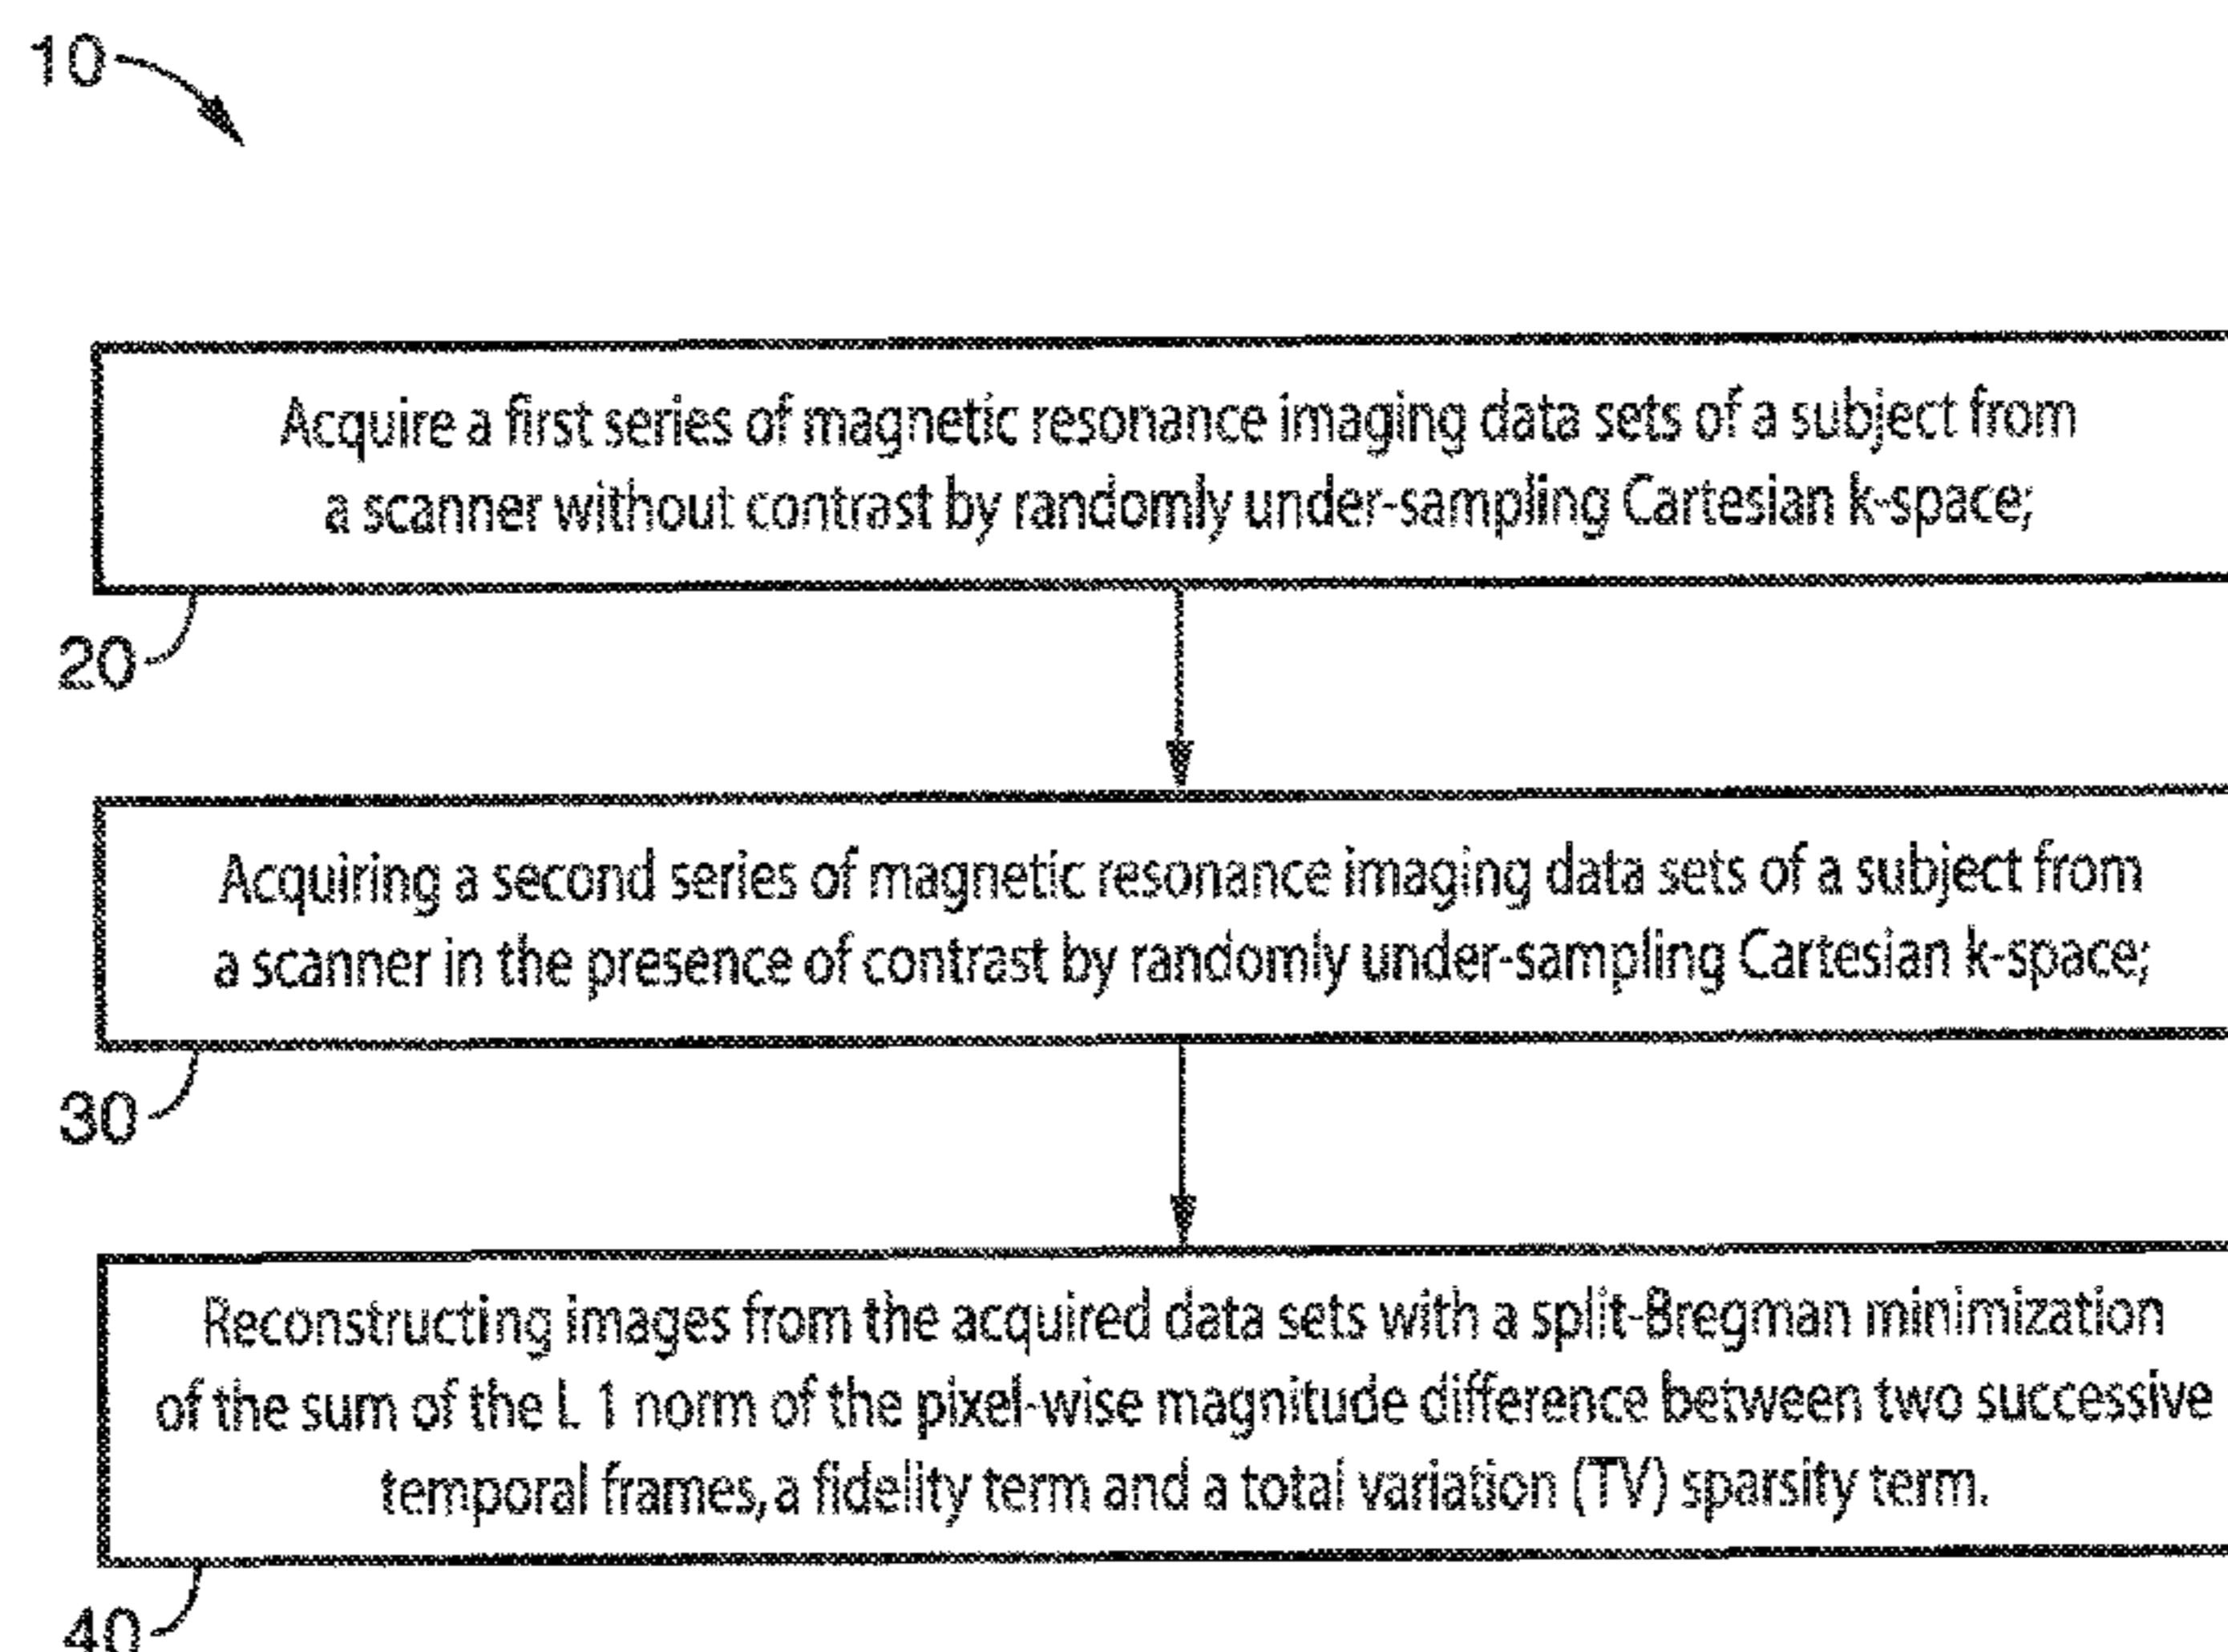 10
Acquire a first series of magnetic resonance imaging data sets of a subject from
a scanner without contrast by randomly under-sampling Cartesian k-space;
20
Acquiring a second series of magnetic resonance imaging data sets of a subject from
a scanner in the presence of contrast by randomly under-sampling Cartesian k-space;
30
Reconstructing images from the acquired data sets with a split-Bregman minimization
of the sum of the L 1 norm of the pixel-wise magnitude difference between two successive
temporal frames, a fidelity term and a total variation (TV) sparsity term.
40